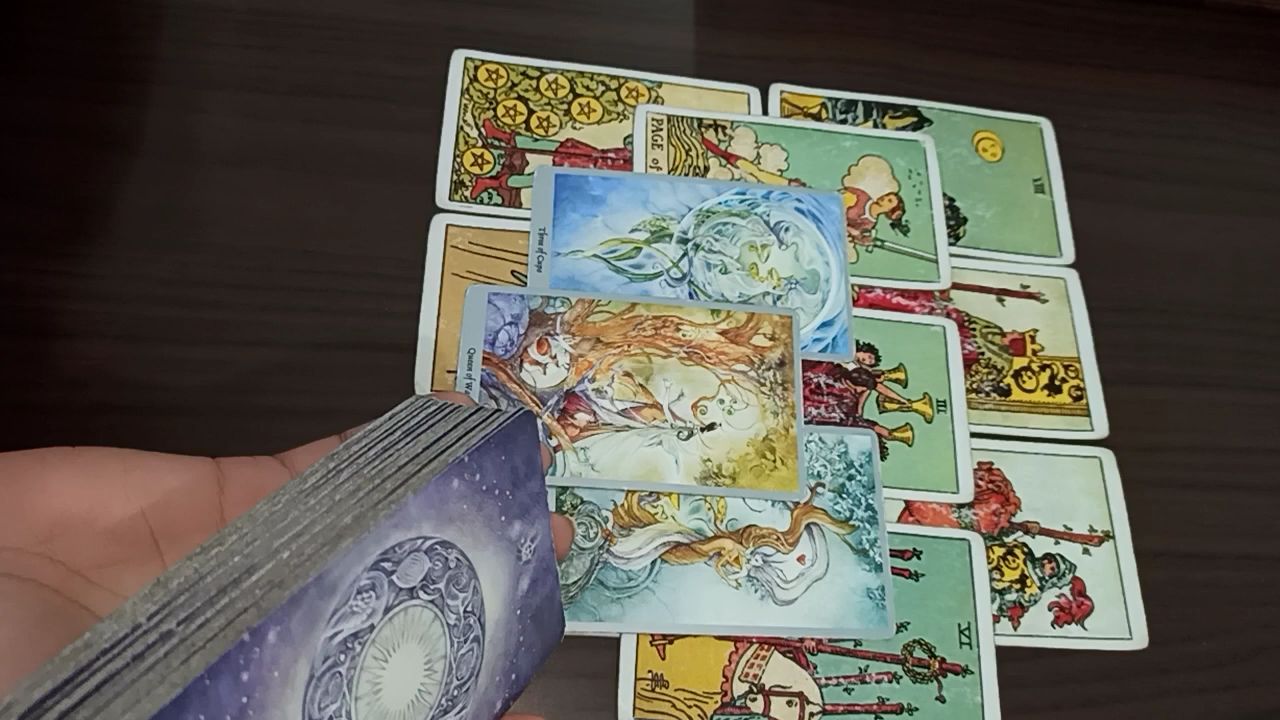 PAGE of
VIII
Three of Cups
III
Queen of W
VI